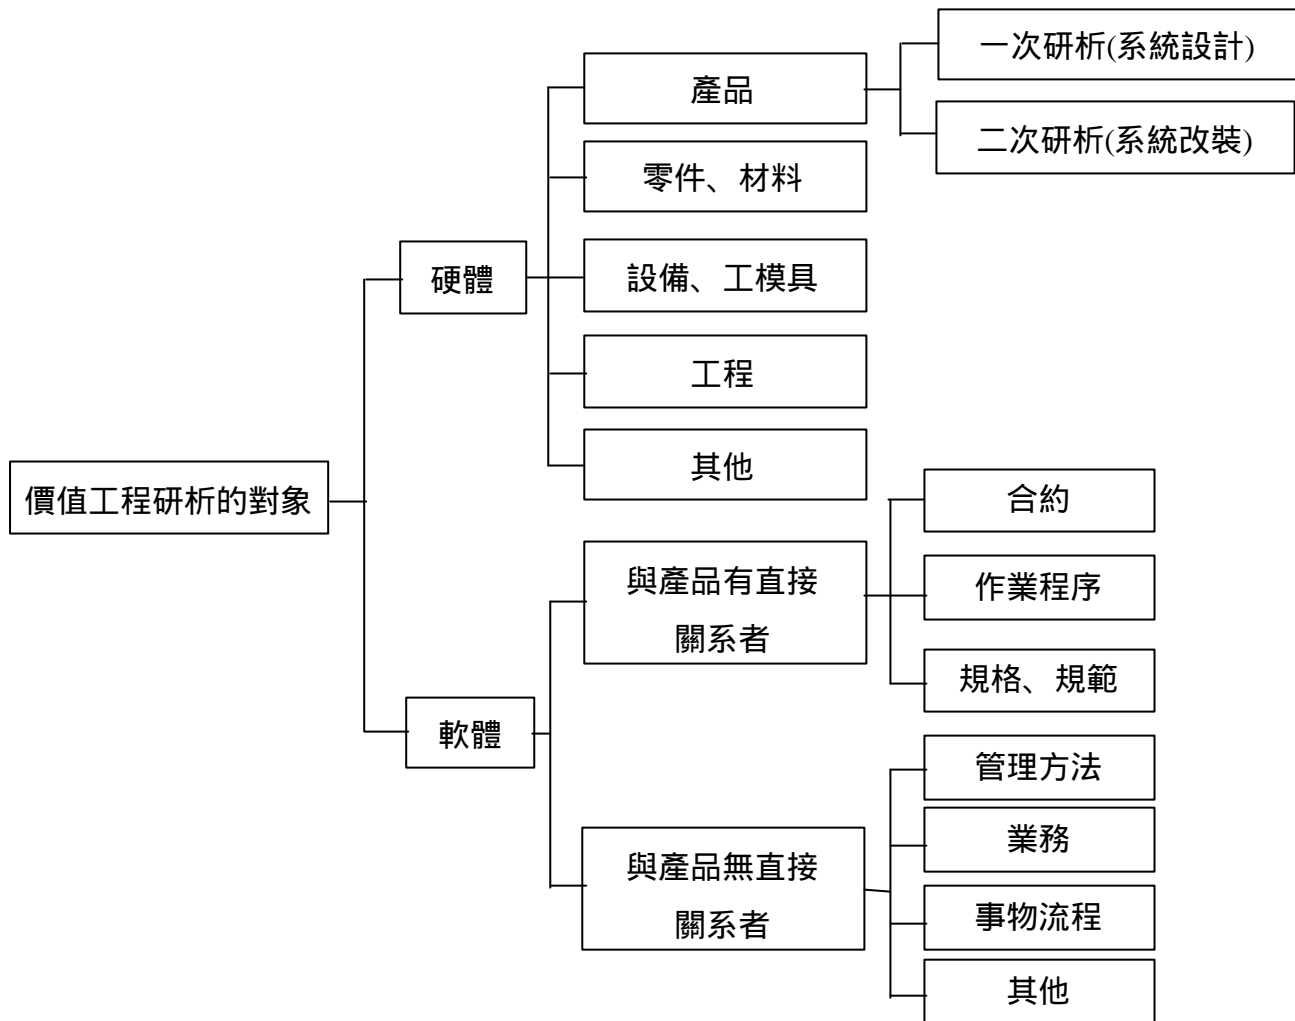 價值工程研析的對象
硬體
產品
一次研析(系統設計)
二次研析(系統改裝)
零件、材料
設備、工模具
工程
其他
軟體
與產品有直接
關系者
合約
作業程序
規格、規範
與產品無直接
關系者
管理方法
業務
事物流程
其他